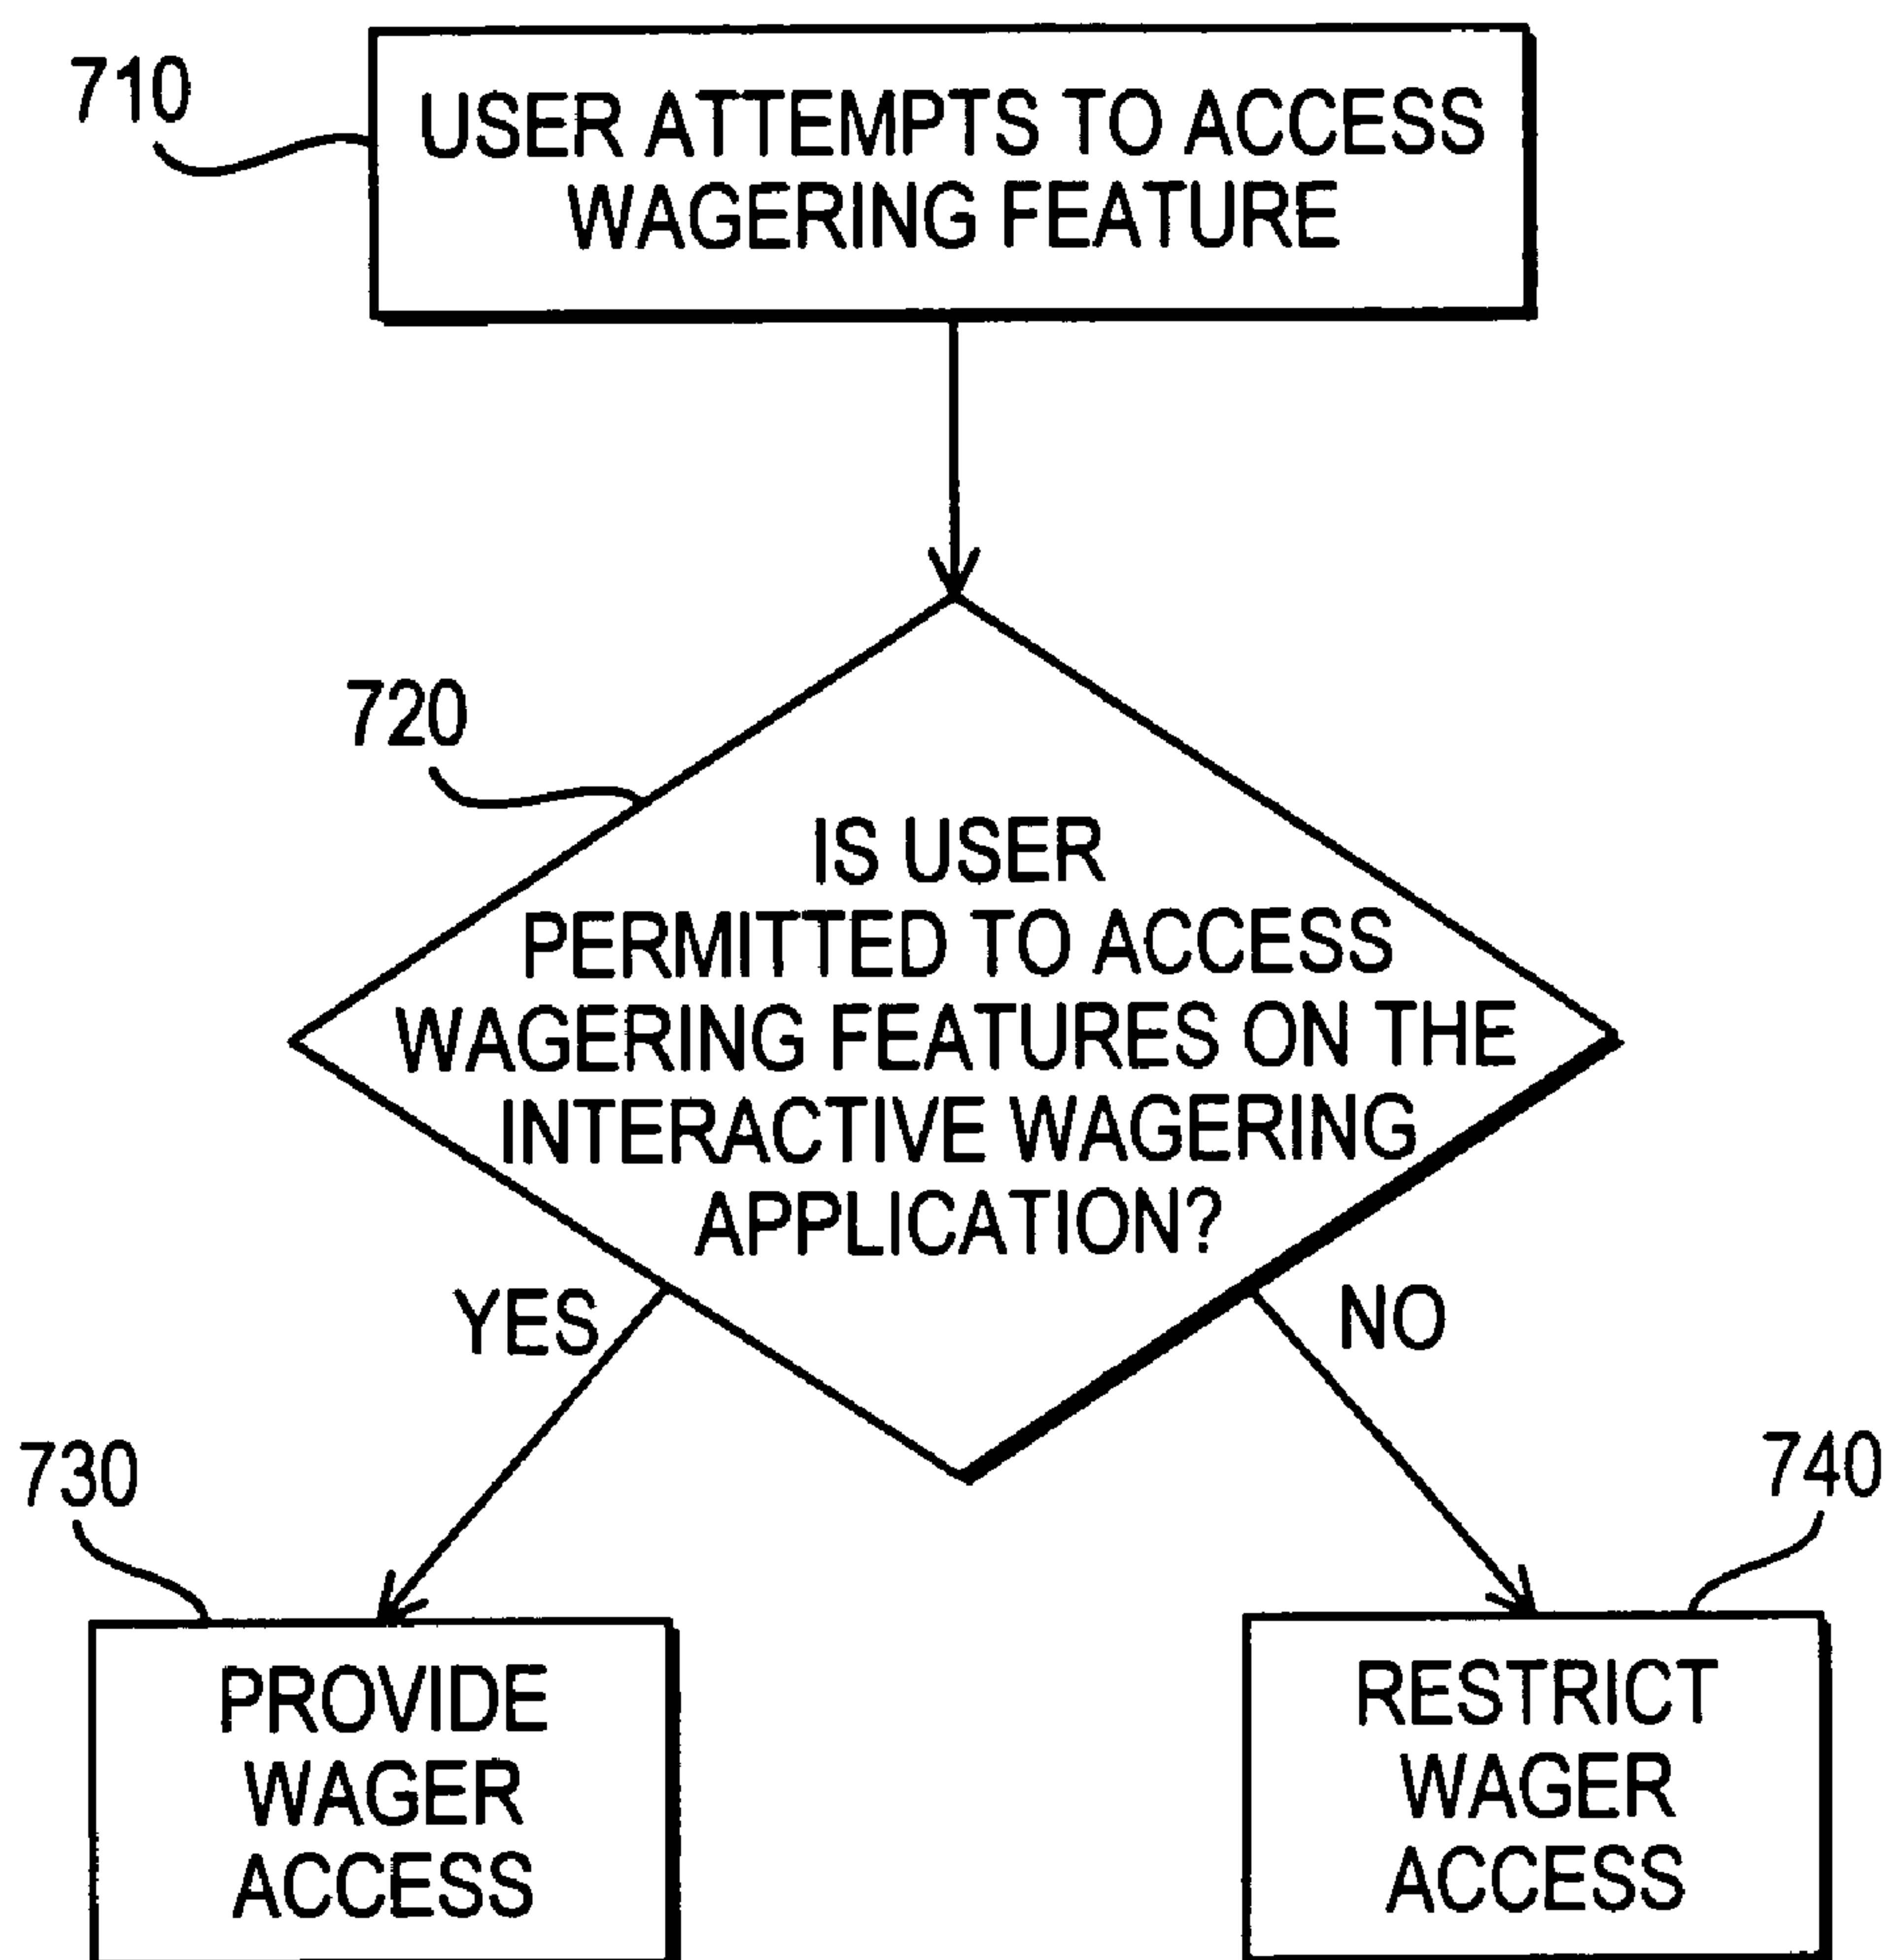 710
USER ATTEMPTS TO ACCESS
WAGERING FEATURE
720
IS USER
PERMITTED TO ACCESS
WAGERING FEATURES ON THE
INTERACTIVE WAGERING
APPLICATION?
YES
NO
730
740
PROVIDE
WAGER
ACCESS
RESTRICT
WAGER
ACCESS